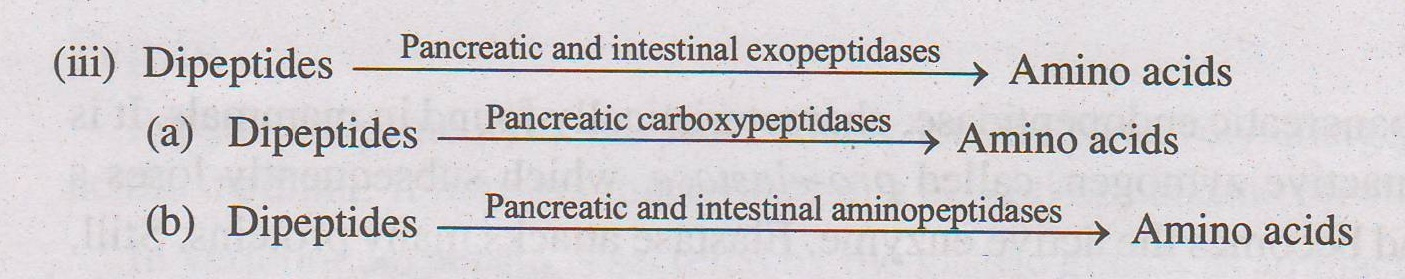 (iii) Dipeptides Pancreatic and intestinal exopeptidases → Amino acids
(a) Dipeptides Pancreatic carboxypeptidases → Amino acids
(b) Dipeptides Pancreatic and intestinal aminopeptidases → Amino acids